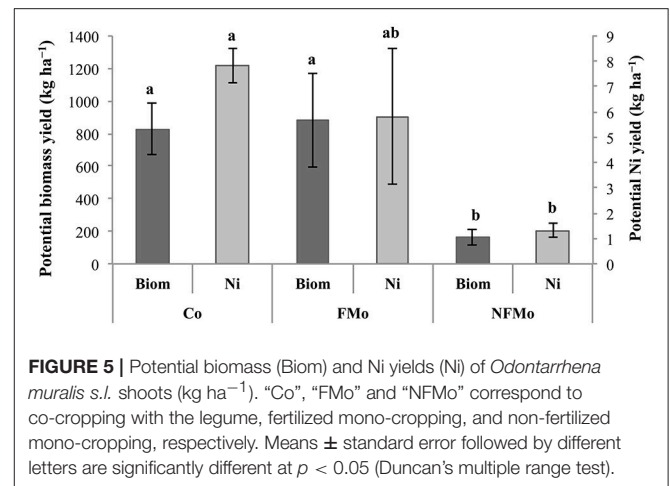 1400
1200
1000
800
600
400
200
0
Potential biomass yield (kg ha⁻¹)
a
a
a
ab
b
b
9
8
7
6
5
4
3
2
1
0
Potential Ni yield (kg ha⁻¹)
Biom Ni Biom Ni Biom Ni
Co FMo NFMo
FIGURE 5 | Potential biomass (Biom) and Ni yields (Ni) of Odontarrhena
muralis s.l. shoots (kg ha⁻¹). “Co”, “FMo” and “NFMo” correspond to
co-cropping with the legume, fertilized mono-cropping, and non-fertilized
mono-cropping, respectively. Means ± standard error followed by different
letters are significantly different at p < 0.05 (Duncan’s multiple range test).